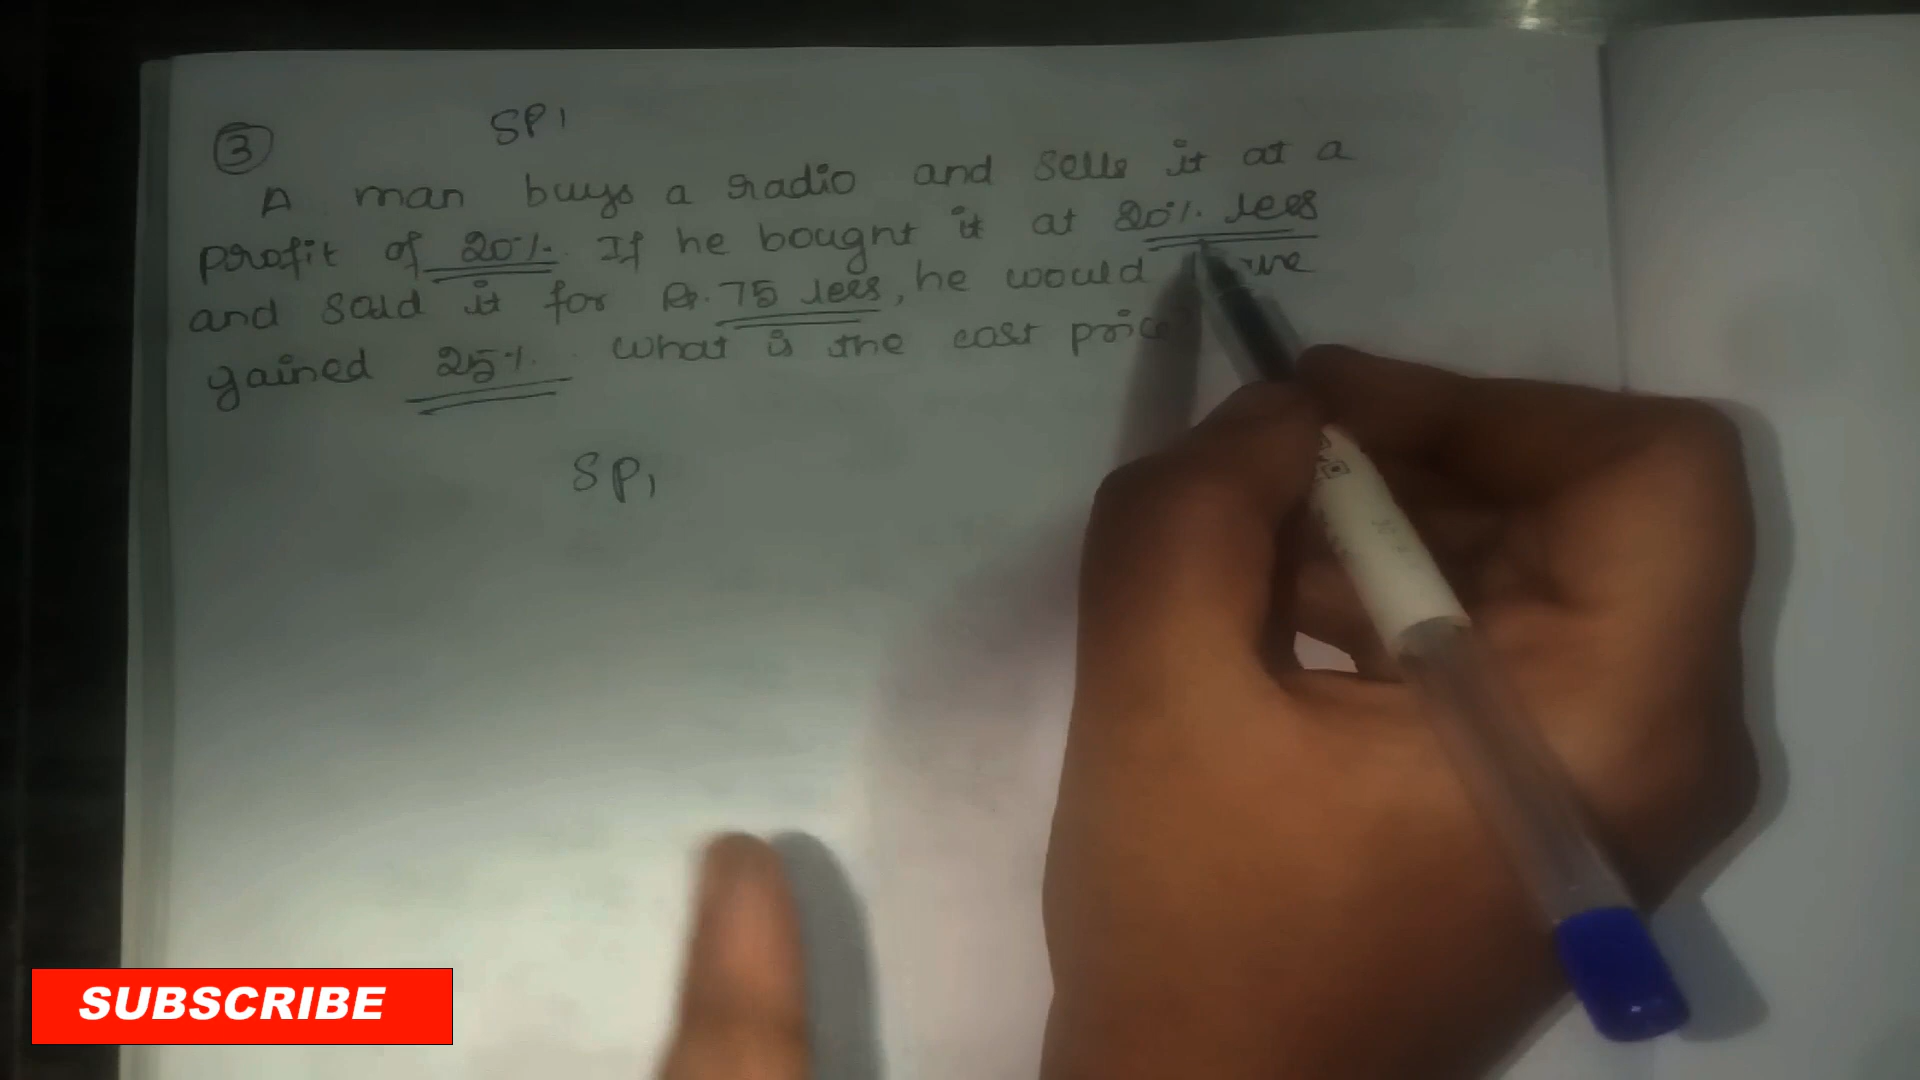 3
SP1
A man buys a radio and sells it at a
profit of 20%. If he bought it at 20% less
and sold it for Rs. 75 less, he would
gained 25%. what is the cost price
SP1
SUBSCRIBE